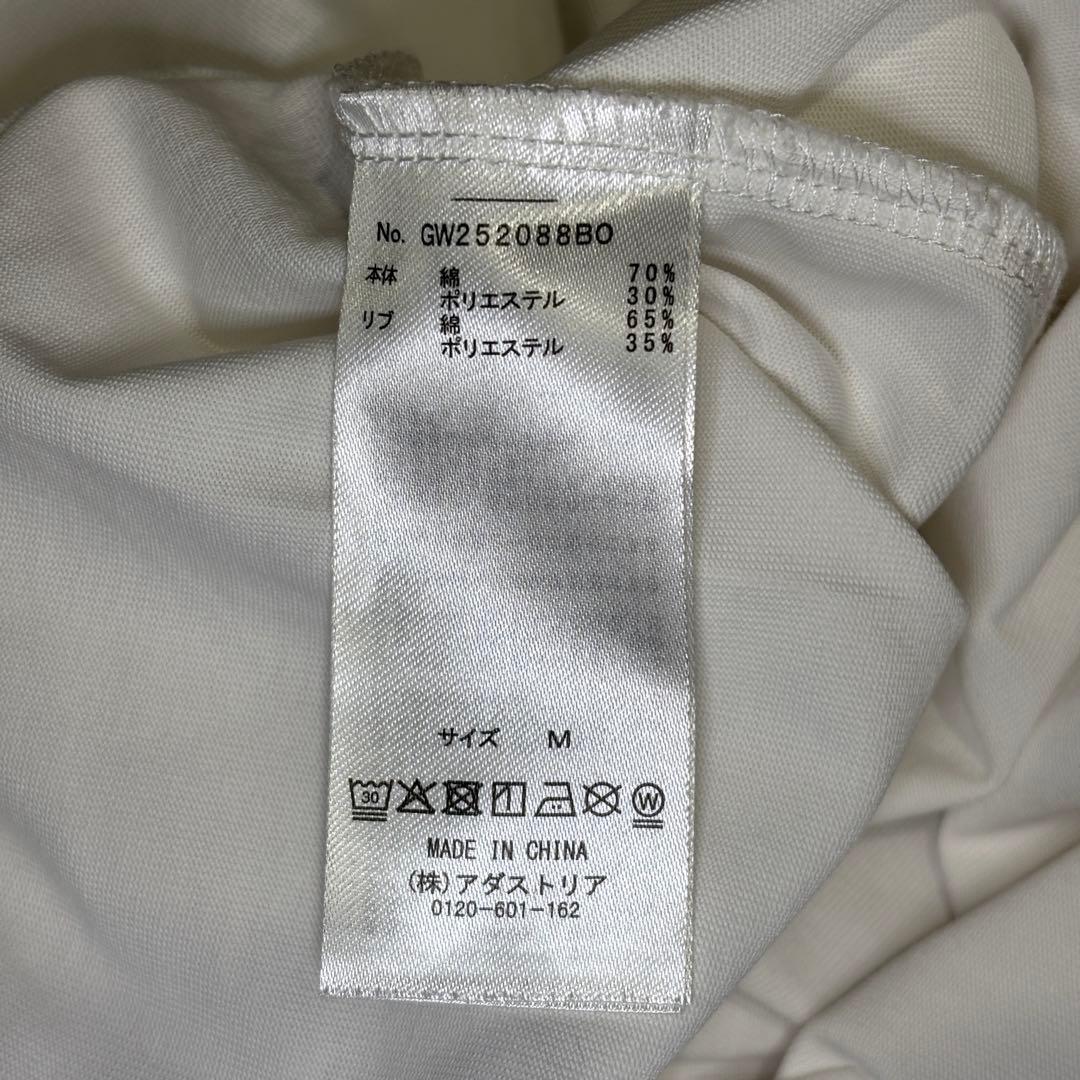 No. GW252088BO
本体 綿 70%
ポリエステル 30%
リブ 綿 65%
ポリエステル 35%
サイズ M
30 W
MADE IN CHINA
(株)アダストリア
0120-601-162